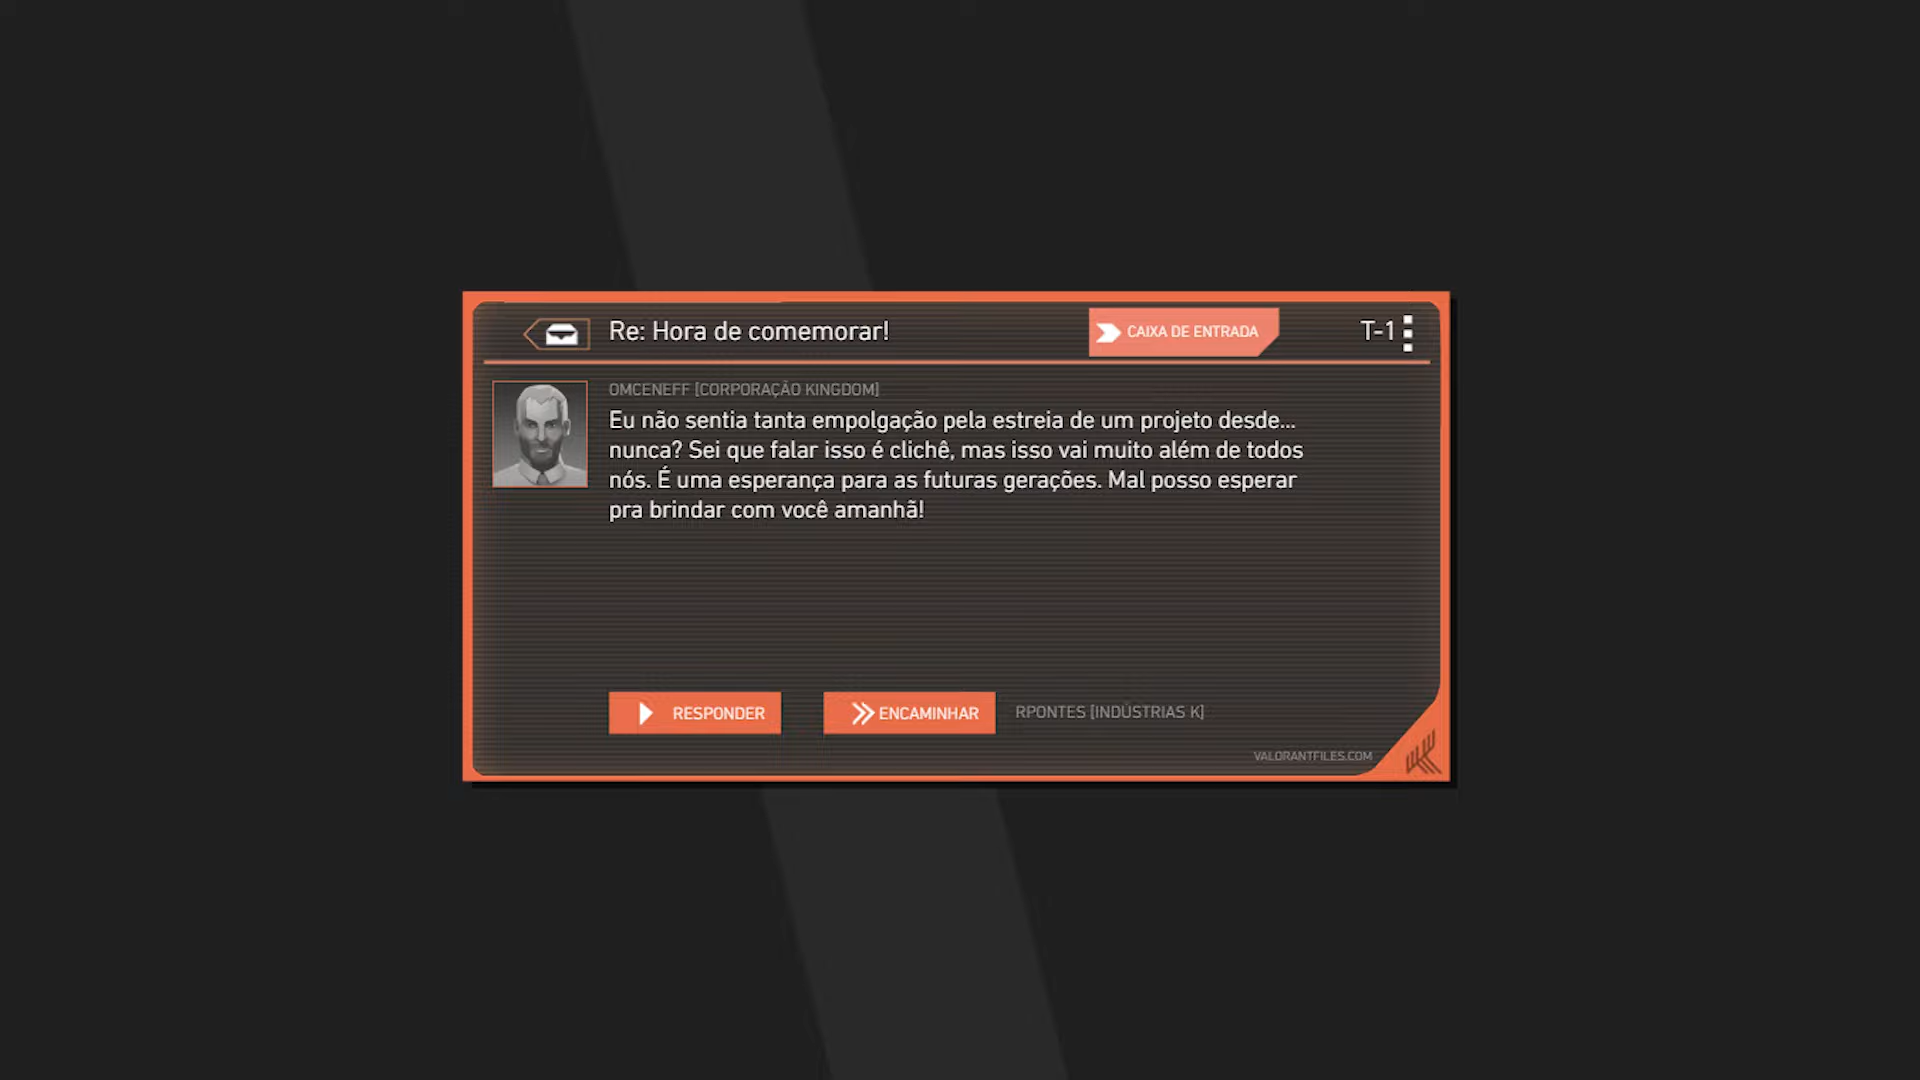 Re: Hora de comemorar!
CAIXA DE ENTRADA
T-1
OMCENEFF [CORPORAÇÃO KINGDOM]
Eu não sentia tanta empolgação pela estreia de um projeto desde...
nunca? Sei que falar isso é clichê, mas isso vai muito além de todos
nós. É uma esperança para as futuras gerações. Mal posso esperar
pra brindar com você amanhã!
RESPONDER
ENCAMINHAR
RPONTES [INDÚSTRIAS K]
VALORANTFILES.COM